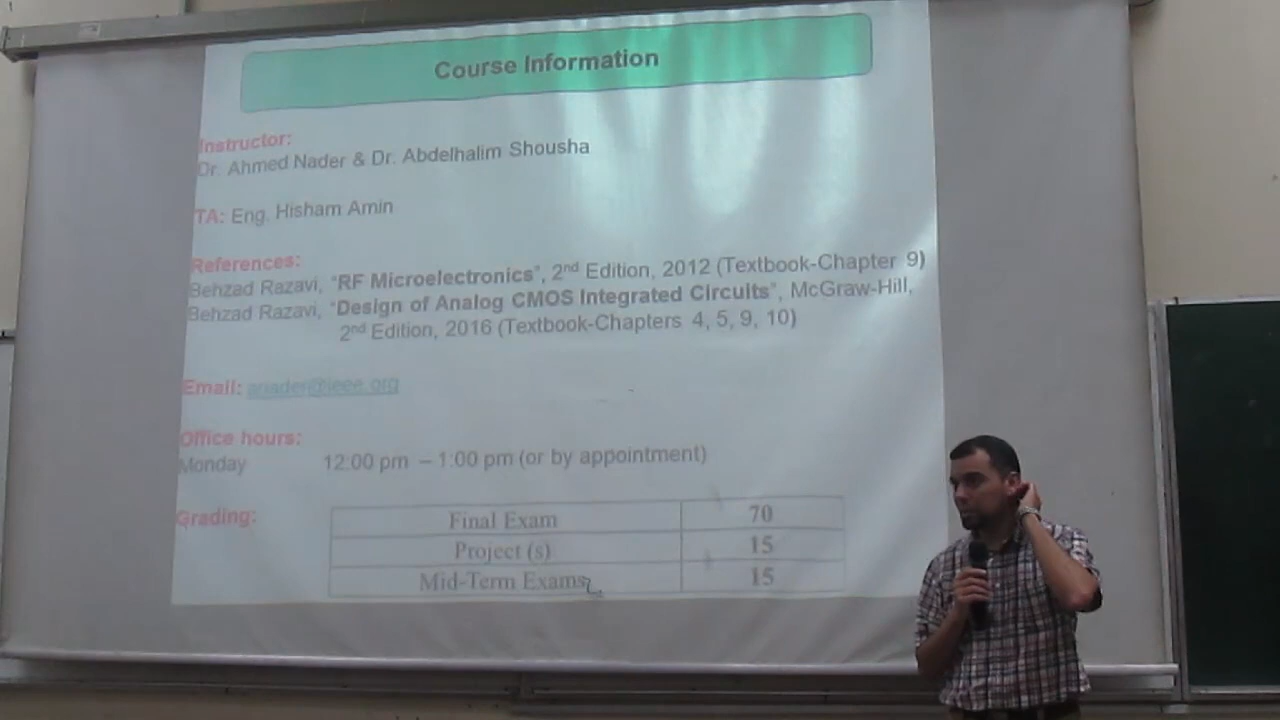 Course Information
Instructor:
Dr. Ahmed Nader & Dr. Abdelhalim Shousha
TA: Eng. Hisham Amin
References:
Behzad Razavi, "RF Microelectronics", 2nd Edition, 2012 (Textbook-Chapter 9)
Behzad Razavi, "Design of Analog CMOS Integrated Circuits", McGraw-Hill,
2nd Edition, 2016 (Textbook-Chapters 4, 5, 9, 10)
Email: anader@ieee.org
Office hours:
Monday 12:00 pm – 1:00 pm (or by appointment)
Grading:
Final Exam 70
Project (s) 15
Mid-Term Exams 15